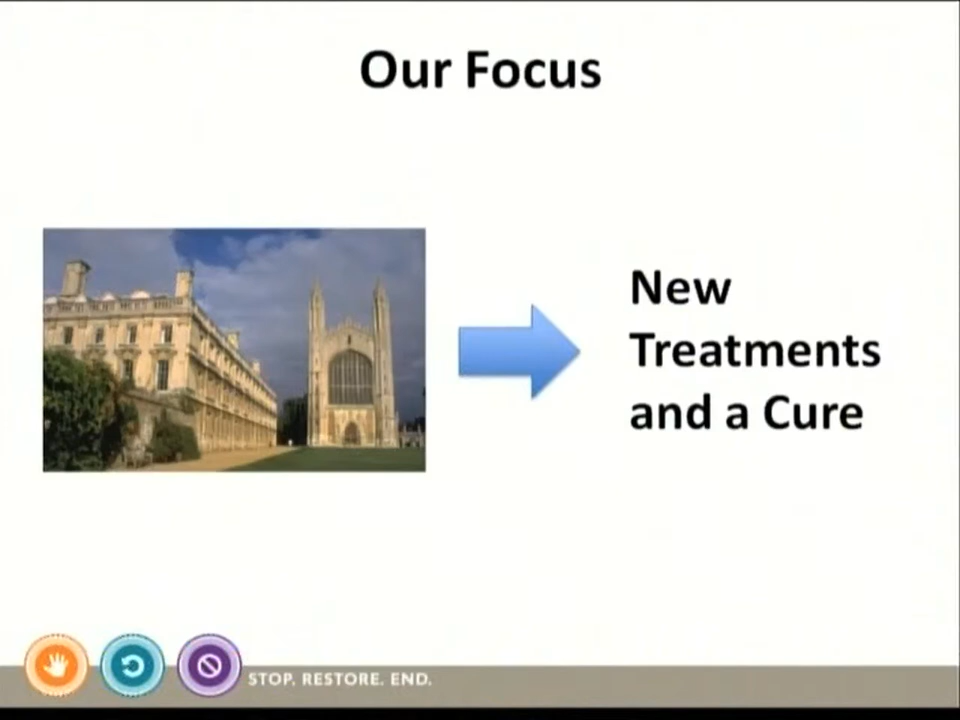 Our Focus
New
Treatments
and a Cure
STOP. RESTORE. END.